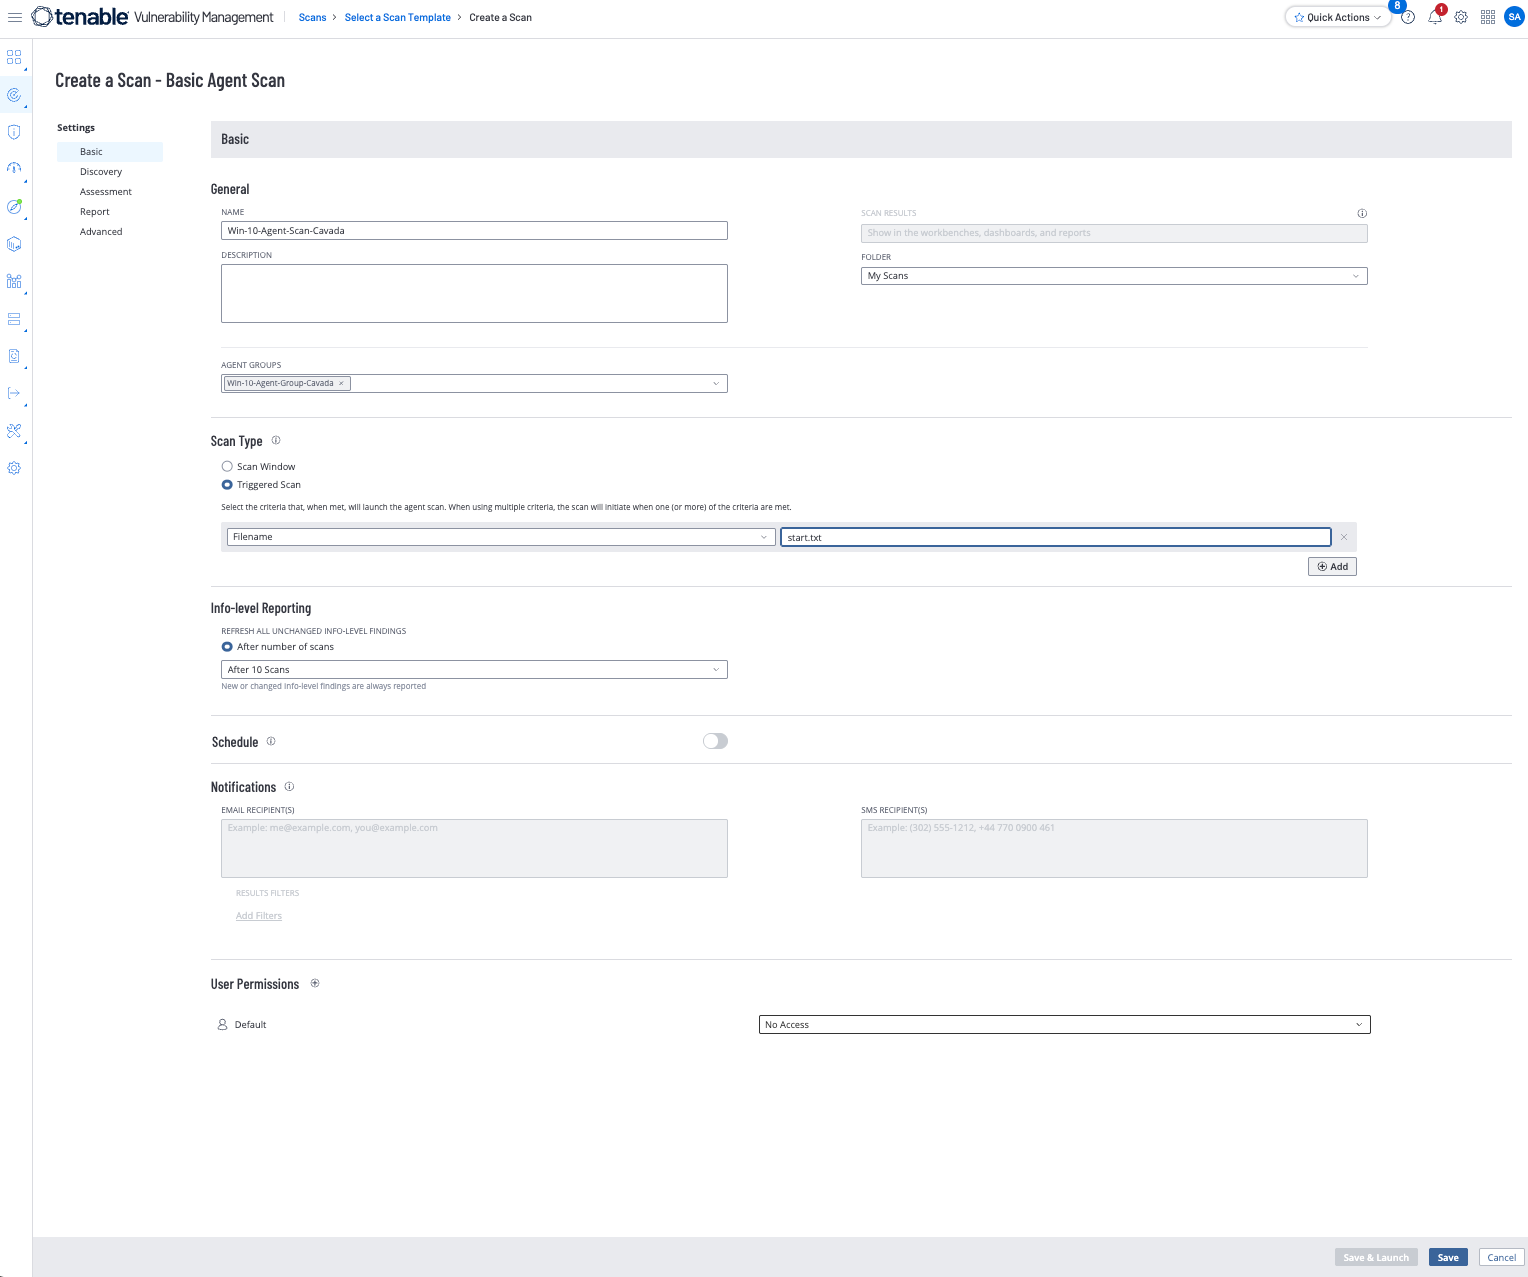 tenable Vulnerability Management Scans > Select a Scan Template > Create a Scan Quick Actions 8 ? 1 SA
Create a Scan - Basic Agent Scan
Settings
Basic
Discovery
Assessment
Report
Advanced
Basic
General
NAME
Win-10-Agent-Scan-Cavada
DESCRIPTION
SCAN RESULTS
Show in the workbenches, dashboards, and reports
FOLDER
My Scans
AGENT GROUPS
Win-10-Agent-Group-Cavada ×
Scan Type
Scan Window
Triggered Scan
Select the criteria that, when met, will launch the agent scan. When using multiple criteria, the scan will initiate when one (or more) of the criteria are met.
Filename start.txt
Add
Info-level Reporting
REFRESH ALL UNCHANGED INFO-LEVEL FINDINGS
After number of scans
After 10 Scans
New or changed info-level findings are always reported
Schedule
Notifications
EMAIL RECIPIENT(S)
Example: me@example.com, you@example.com
SMS RECIPIENT(S)
Example: (302) 555-1212, +44 770 0900 461
RESULTS FILTERS
Add Filters
User Permissions
Default No Access
Save & Launch Save Cancel